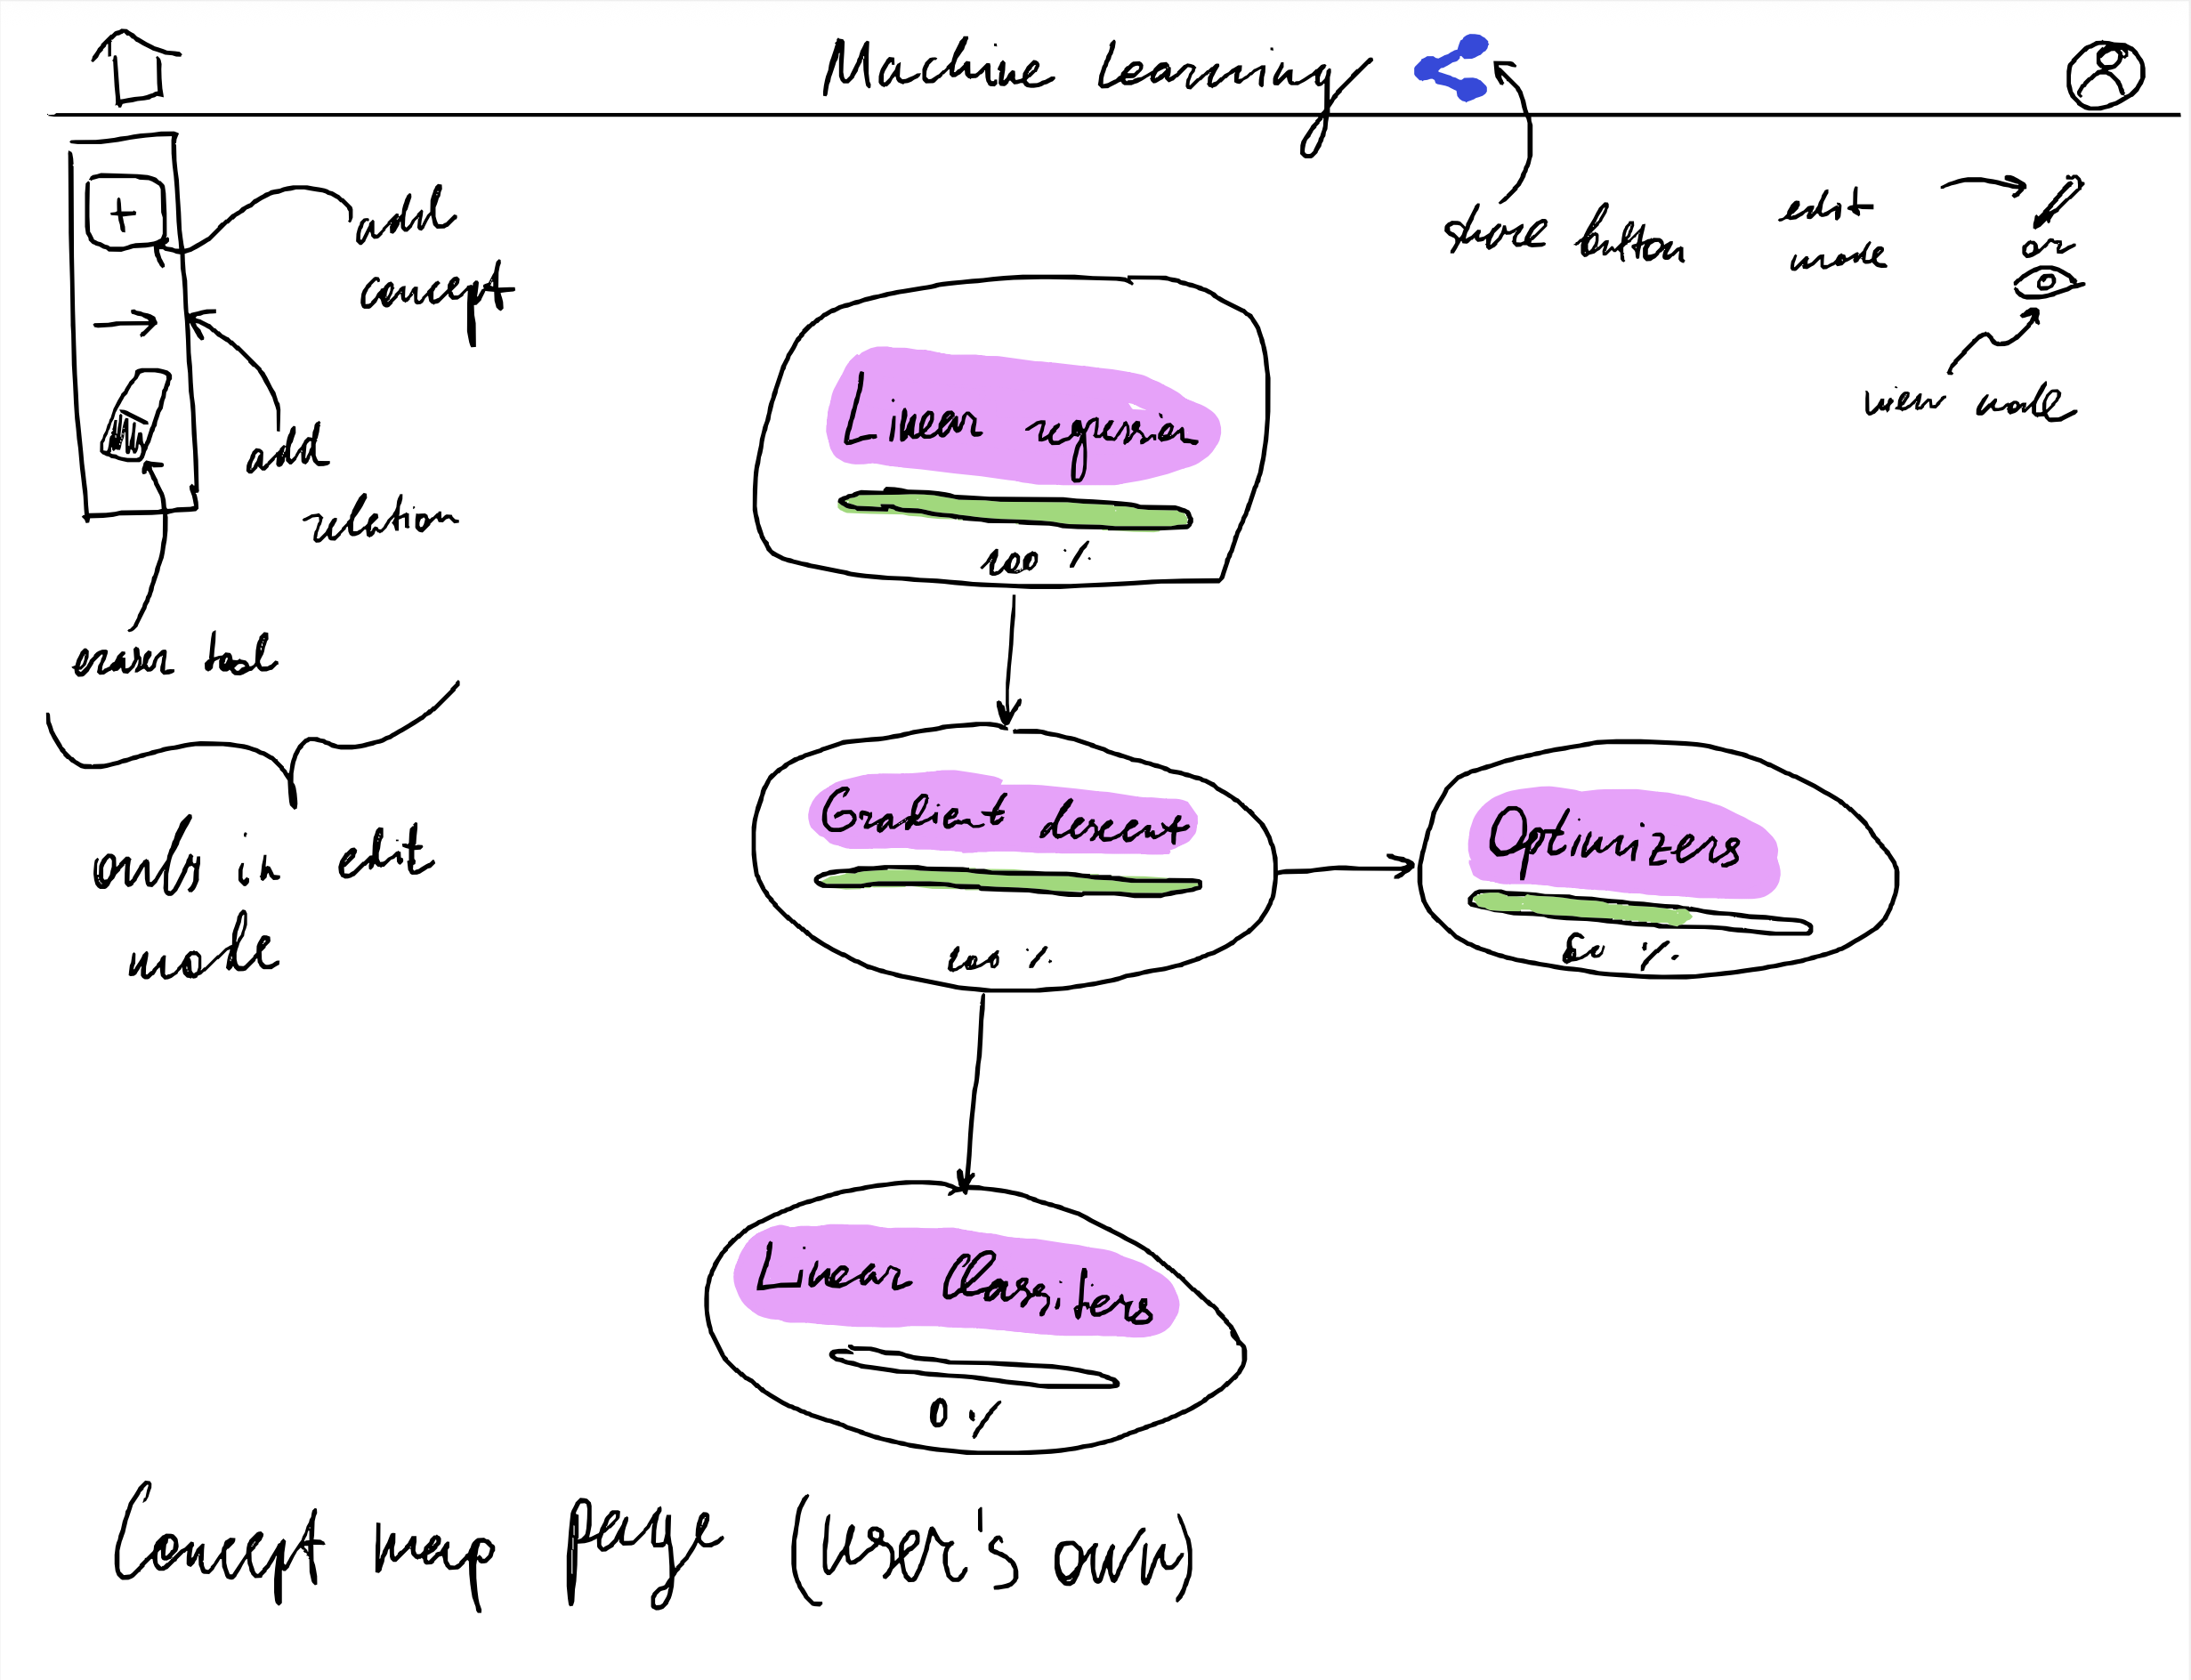 Machine Learning
+
add
concept
share button
edit
mode
or
view mode
add
relation
Linear regression
100 %
eraser tool
only in edit
mode
Gradient descent
100 %
Optimizers
60 %
Linear Classifiers
0 %
Concept map page (user's own)